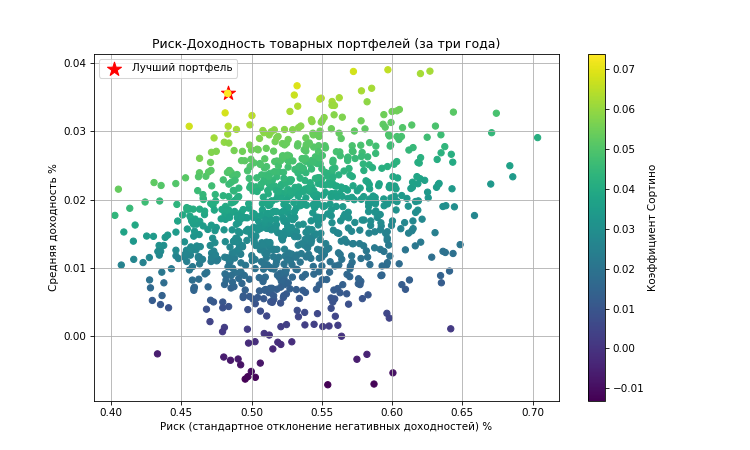 Риск-Доходность товарных портфелей (за три года)
Лучший портфель
Средняя доходность %
0.04
0.03
0.02
0.01
0.00
0.40 0.45 0.50 0.55 0.60 0.65 0.70
Риск (стандартное отклонение негативных доходностей) %
0.07
0.06
0.05
0.04
0.03
0.02
0.01
0.00
−0.01
Коэффициент Сортино